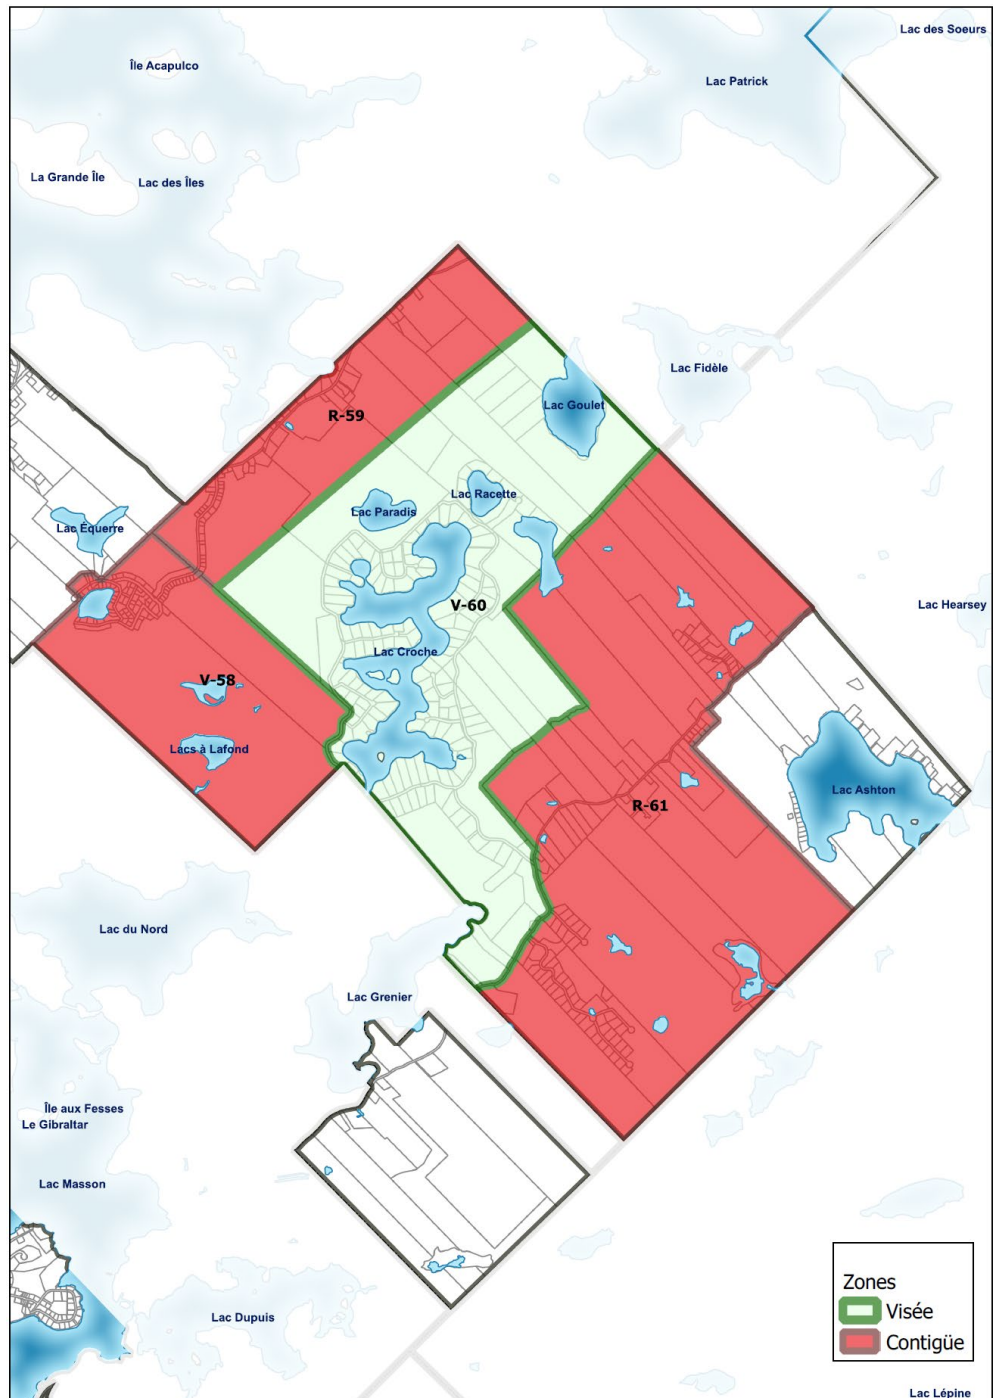 Lac des Soeurs
Île Acapulco
Lac Patrick
La Grande Île
Lac des Îles
Lac Fidèle
Lac Goulet
R-59
Lac Racette
Lac Paradis
Lac Équerre
V-60
Lac Hearsey
Lac Croche
V-58
Lacs à Lafond
Lac Ashton
R-61
Lac du Nord
Lac Grenier
Île aux Fesses
Le Gibraltar
Lac Masson
Zones
Visée
Contigüe
Lac Dupuis
Lac Lépine